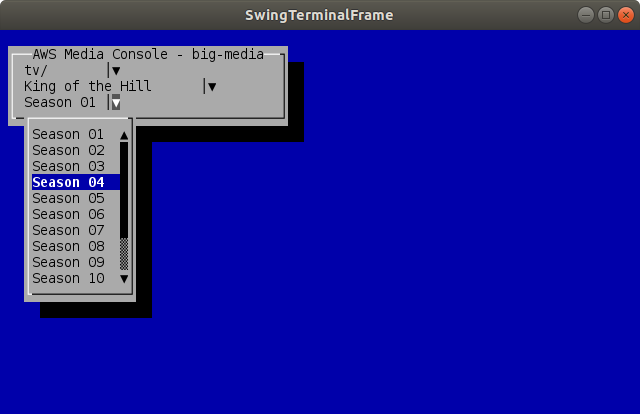 SwingTerminalFrame
AWS Media Console - big-media
tv/
King of the Hill
Season 01
Season 01
Season 02
Season 03
Season 04
Season 05
Season 06
Season 07
Season 08
Season 09
Season 10